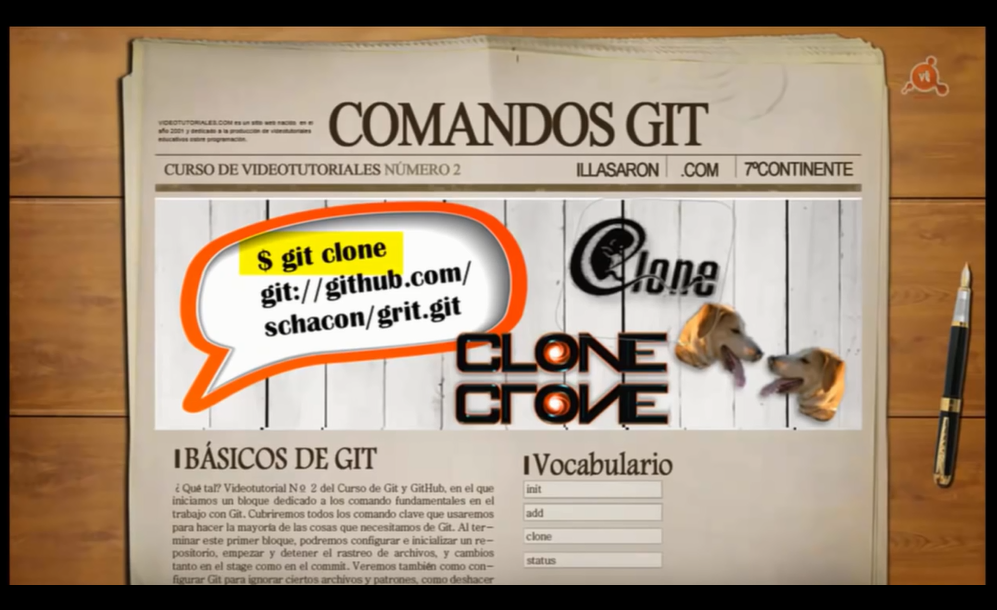 VIDEOTUTORIALES.COM es un sitio web nacido en el
año 2001 y dedicado a la producción de videotutoriales
educativos sobre programación.
COMANDOS GIT
CURSO DE VIDEOTUTORIALES NÚMERO 2
ILLASARON .COM 7ºCONTINENTE
$ git clone
git://github.com/
schacon/grit.git
Clone
CLONE
CLONE
BÁSICOS DE GIT
¿ Qué tal? Videotutorial Nº 2 del Curso de Git y GitHub, en el que
iniciamos un bloque dedicado a los comando fundamentales en el
trabajo con Git. Cubriremos todos los comando clave que usaremos
para hacer la mayoría de las cosas que necesitamos de Git. Al ter-
minar este primer bloque, podremos configurar e inicializar un re-
positorio, empezar y detener el rastreo de archivos, y cambios
tanto en el stage como en el commit. Veremos también como con-
figurar Git para ignorar ciertos archivos y patrones, como deshacer
Vocabulario
init
add
clone
status